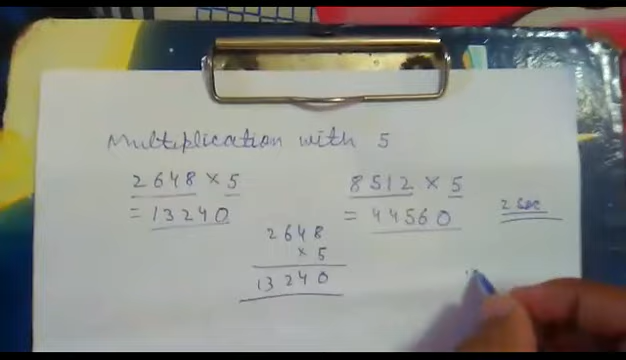 Multiplication with 5
2648 × 5
= 13240
8512 × 5
= 44560
2 sec
2648
× 5
13240